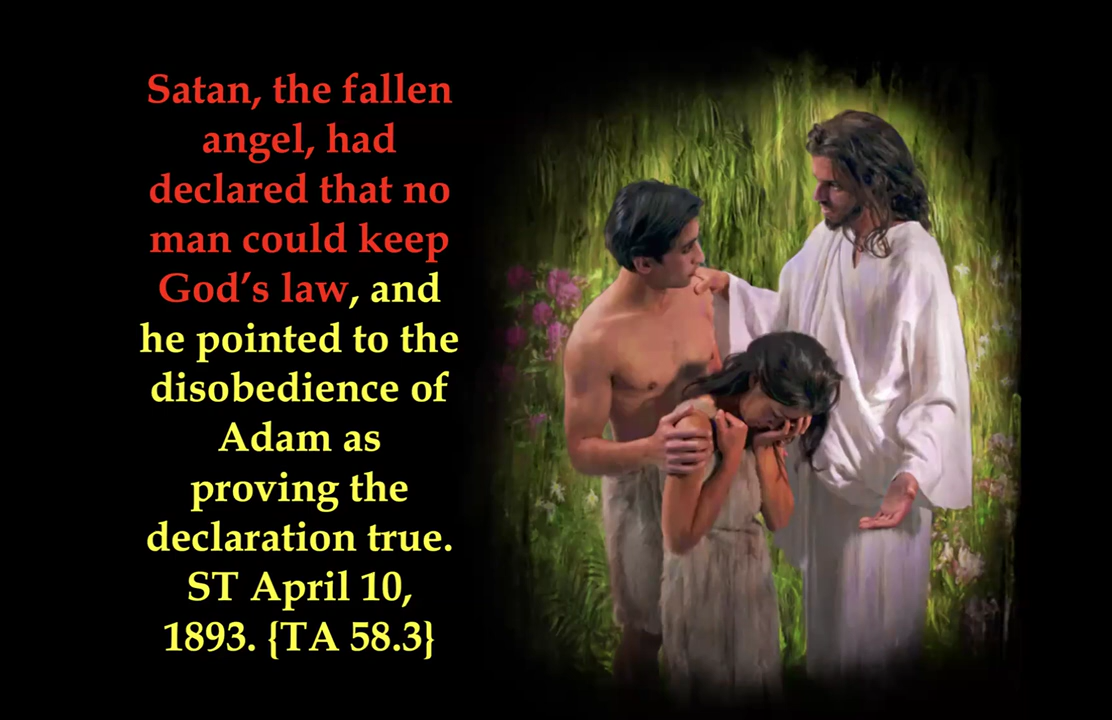 Satan, the fallen
angel, had
declared that no
man could keep
God’s law, and
he pointed to the
disobedience of
Adam as
proving the
declaration true.
ST April 10,
1893. {TA 58.3}